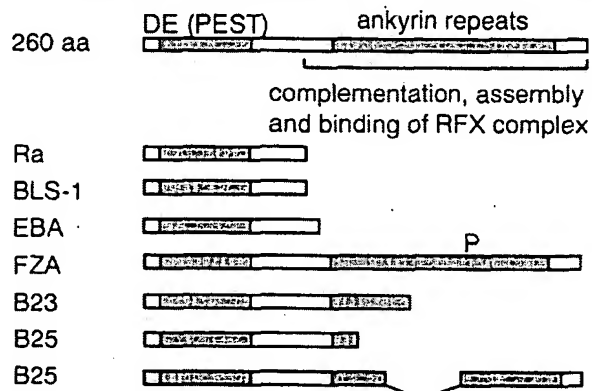 DE (PEST) ankyrin repeats
260 aa
complementation, assembly
and binding of RFX complex
Ra
BLS-1
EBA
P
FZA
B23
B25
B25